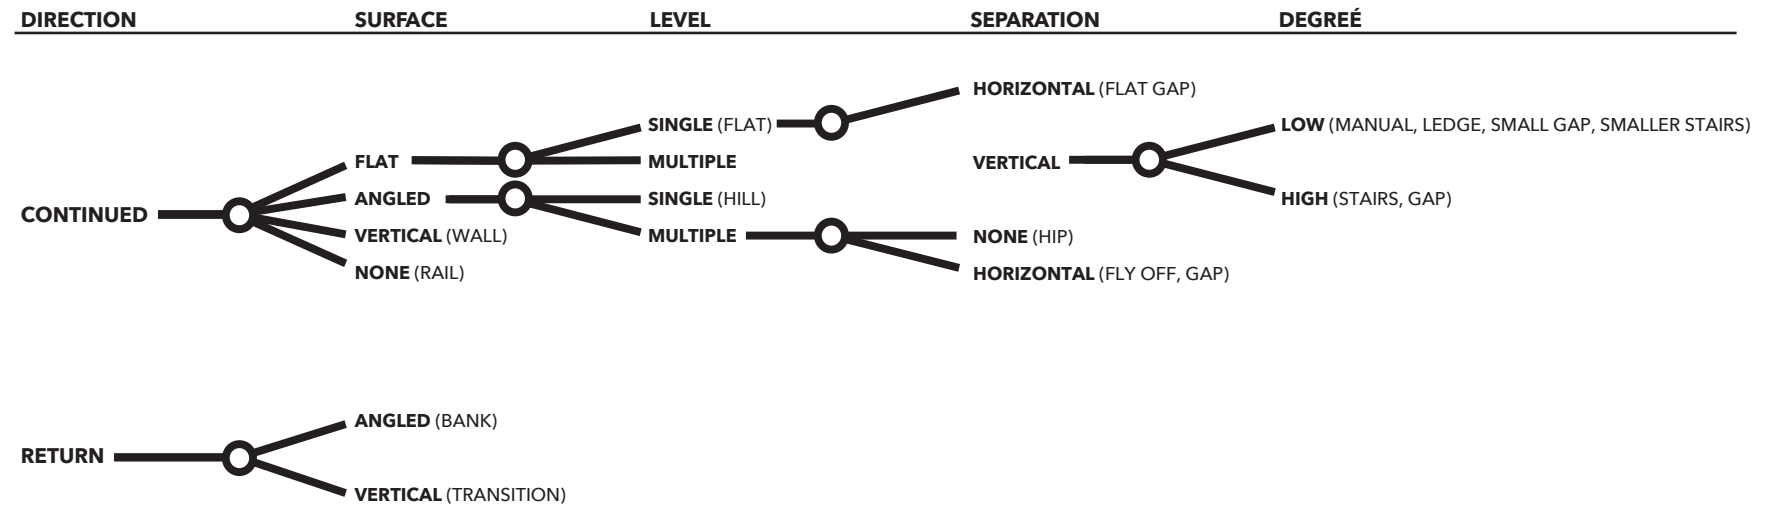 DIRECTION SURFACE LEVEL SEPARATION DEGREÉ
HORIZONTAL (FLAT GAP)
SINGLE (FLAT) LOW (MANUAL, LEDGE, SMALL GAP, SMALLER STAIRS)
FLAT MULTIPLE VERTICAL
ANGLED SINGLE (HILL) HIGH (STAIRS, GAP)
CONTINUED
VERTICAL (WALL) MULTIPLE NONE (HIP)
NONE (RAIL) HORIZONTAL (FLY OFF, GAP)
ANGLED (BANK)
RETURN
VERTICAL (TRANSITION)